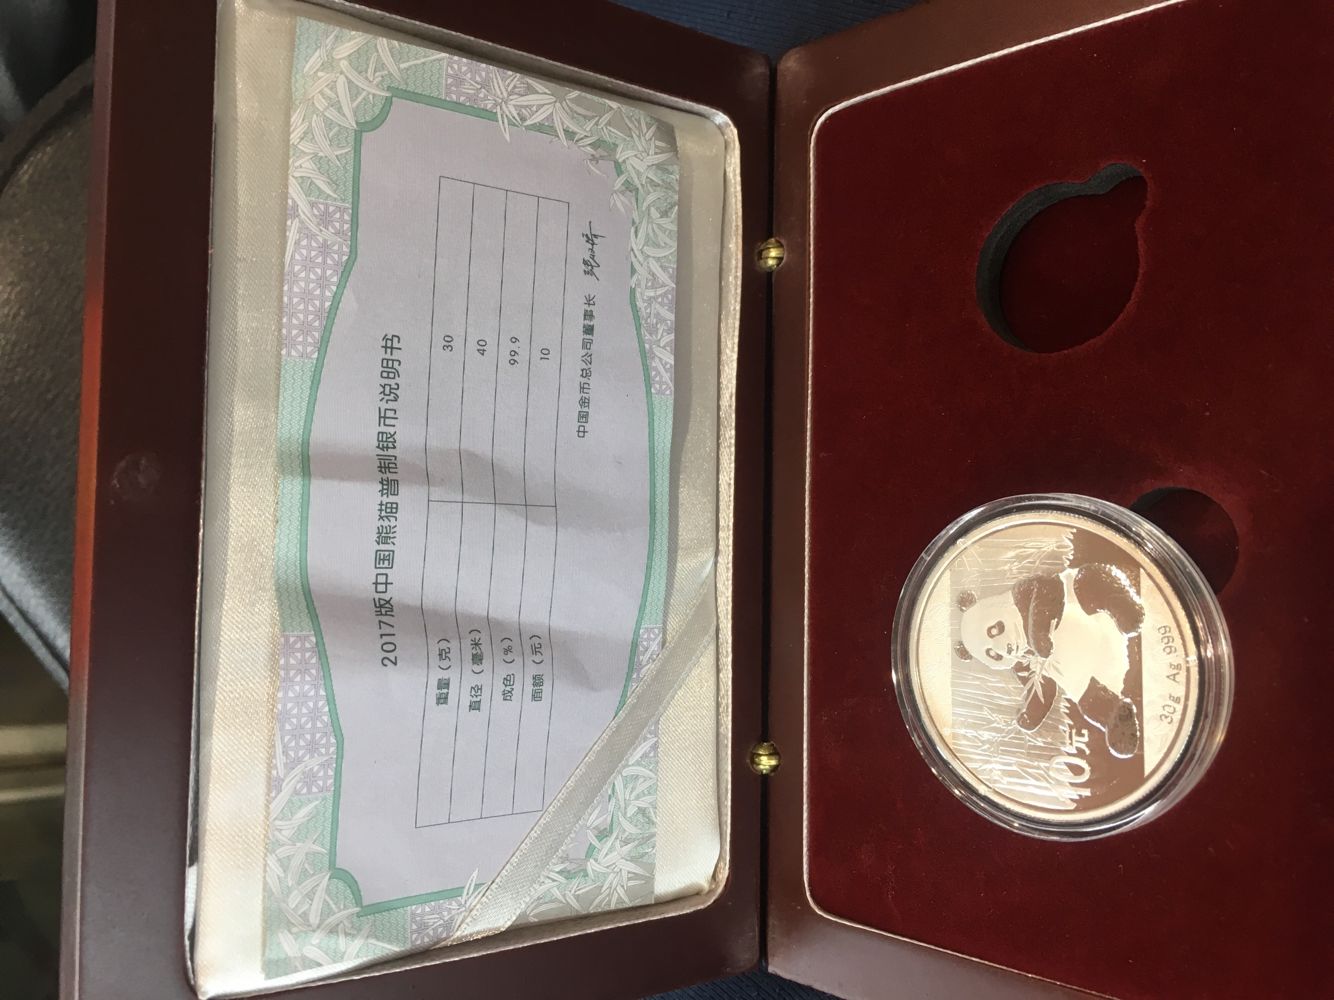 2017版中国熊猫普制银币说明书
重量（克） 30
直径（毫米） 40
成色（%） 99.9
面额（元） 10
中国金币总公司董事长
10元
30g Ag 999